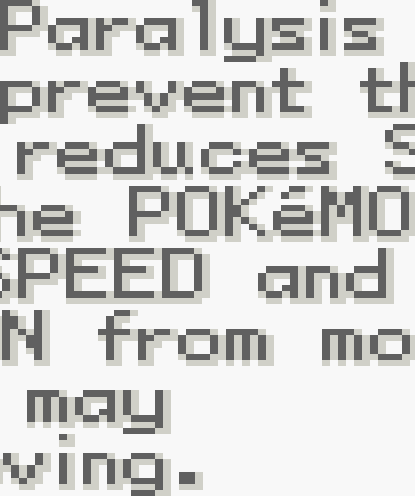 Paralysis
prevent th
reduces S
he POKéMO
SPEED and
N from mo
may
ving.